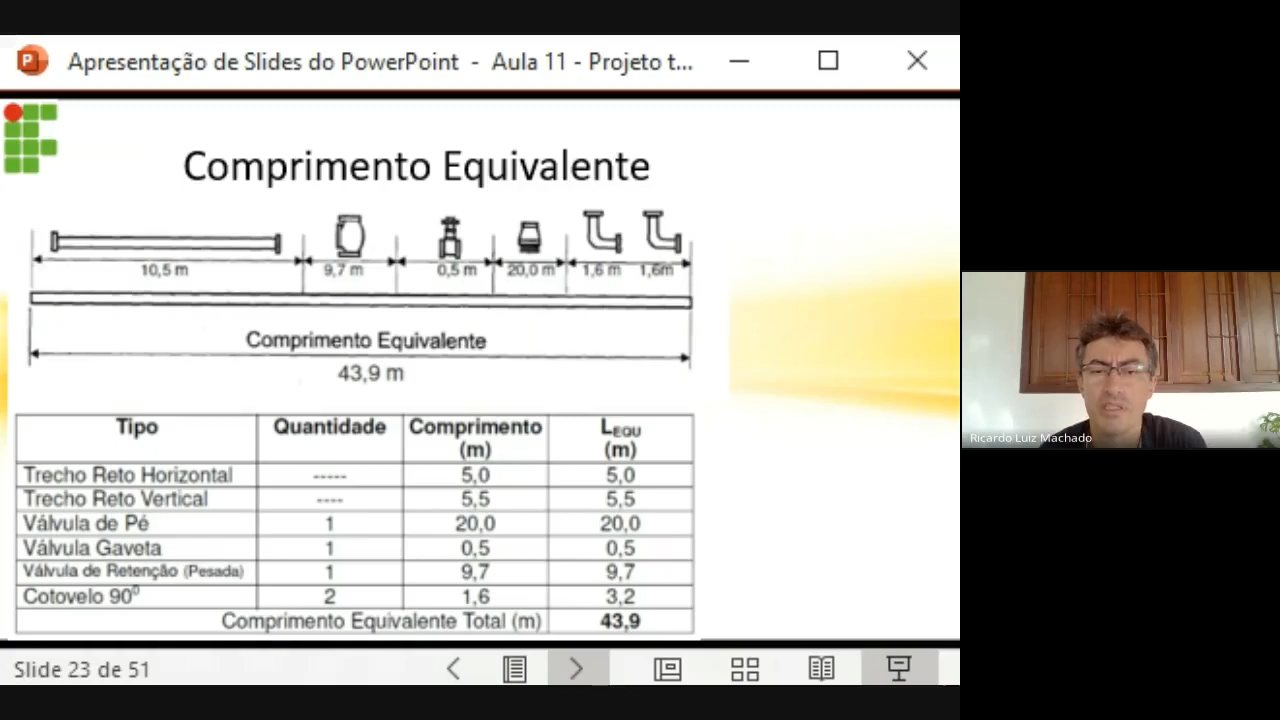 Apresentação de Slides do PowerPoint - Aula 11 - Projeto t...
Comprimento Equivalente
10,5 m 9,7 m 0,5 m 20,0 m 1,6 m 1,6m
Comprimento Equivalente
43,9 m
Tipo Quantidade Comprimento (m) LEQU (m)
Trecho Reto Horizontal ----- 5,0 5,0
Trecho Reto Vertical ---- 5,5 5,5
Válvula de Pé 1 20,0 20,0
Válvula Gaveta 1 0,5 0,5
Válvula de Retenção (Pesada) 1 9,7 9,7
Cotovelo 90⁰ 2 1,6 3,2
Comprimento Equivalente Total (m) 43,9
Slide 23 de 51
Ricardo Luiz Machado